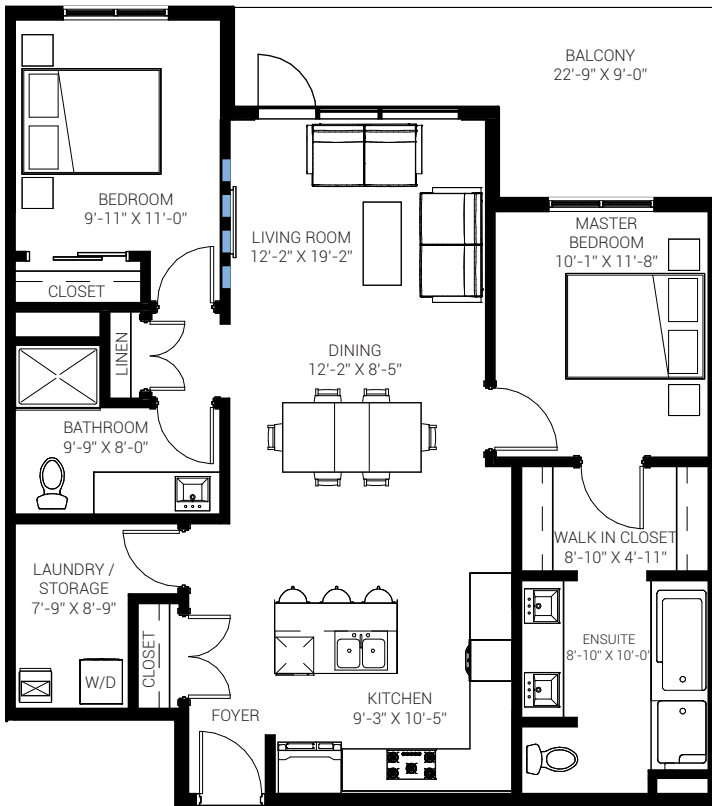 BALCONY
22'-9" X 9'-0"
BEDROOM
9'-11" X 11'-0"
LIVING ROOM
12'-2" X 19'-2"
MASTER
BEDROOM
10'-1" X 11'-8"
CLOSET
LINEN
DINING
12'-2" X 8'-5"
BATHROOM
9'-9" X 8'-0"
WALK IN CLOSET
8'-10" X 4'-11"
LAUNDRY /
STORAGE
7'-9" X 8'-9"
ENSUITE
8'-10" X 10'-0'
W/D
CLOSET
KITCHEN
9'-3" X 10'-5"
FOYER